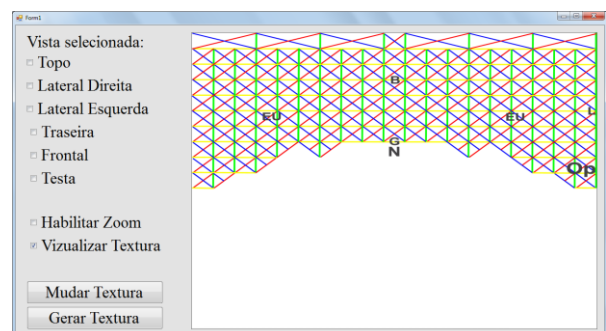 Form1
Vista selecionada:
Topo
Lateral Direita
Lateral Esquerda
Traseira
Frontal
Testa
Habilitar Zoom
Vizualizar Textura
Mudar Textura
Gerar Textura
B
EU
EU
L
G
N
Op